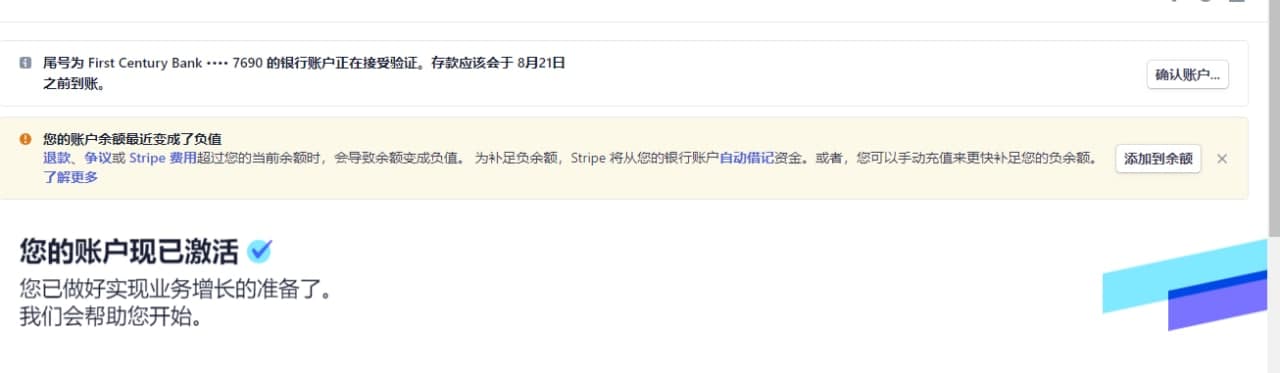 尾号为 First Century Bank •••• 7690 的银行账户正在接受验证。存款应该会于 8月21日
之前到账。
确认账户...
您的账户余额最近变成了负值
退款、争议或 Stripe 费用超过您的当前余额时，会导致余额变成负值。 为补足负余额，Stripe 将从您的银行账户自动借记资金。或者，您可以手动充值来更快补足您的负余额。
了解更多
添加到余额
您的账户现已激活
您已做好实现业务增长的准备了。
我们会帮助您开始。